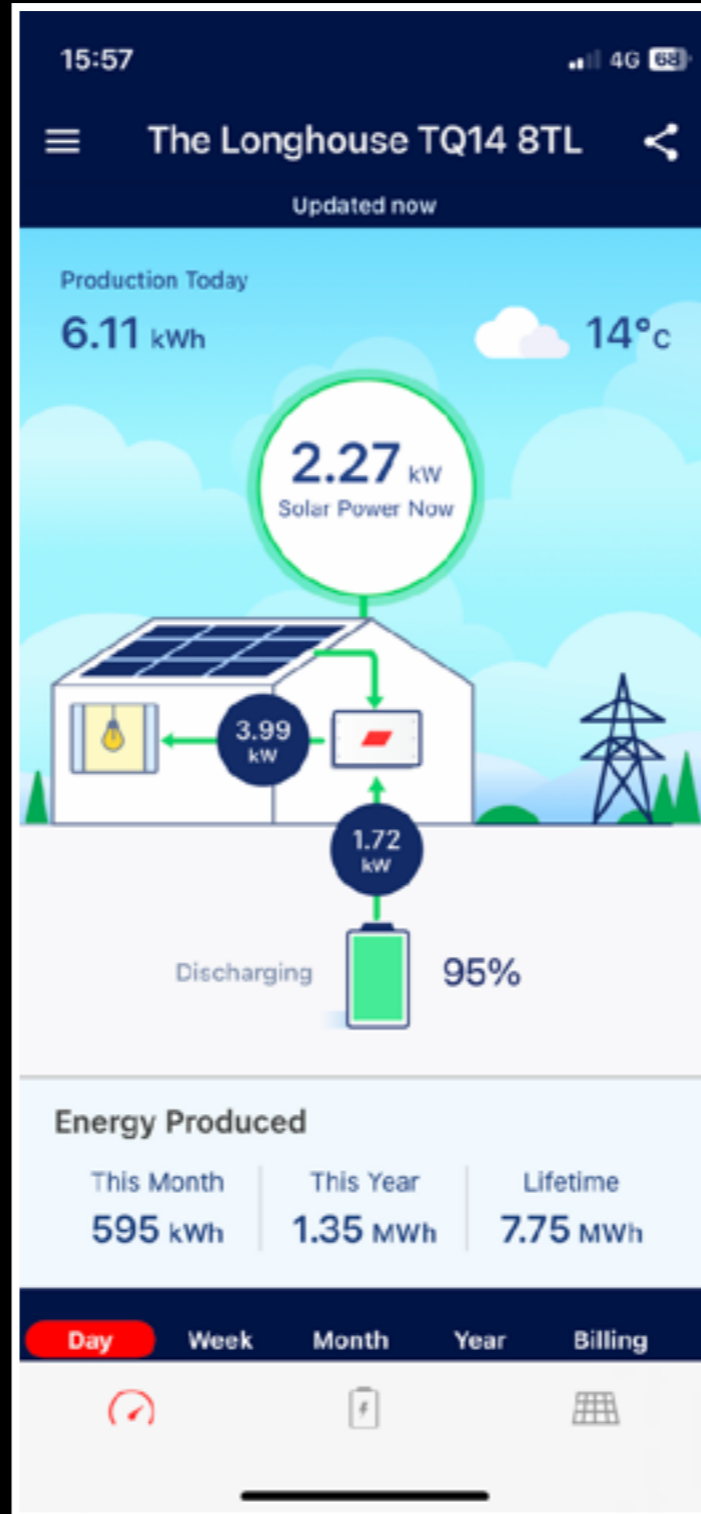 15:57 4G 68
The Longhouse TQ14 8TL
Updated now
Production Today
6.11 kWh 14°c
2.27 kW
Solar Power Now
3.99
kW
1.72
kW
Discharging 95%
Energy Produced
This Month This Year Lifetime
595 kWh 1.35 MWh 7.75 MWh
Day Week Month Year Billing